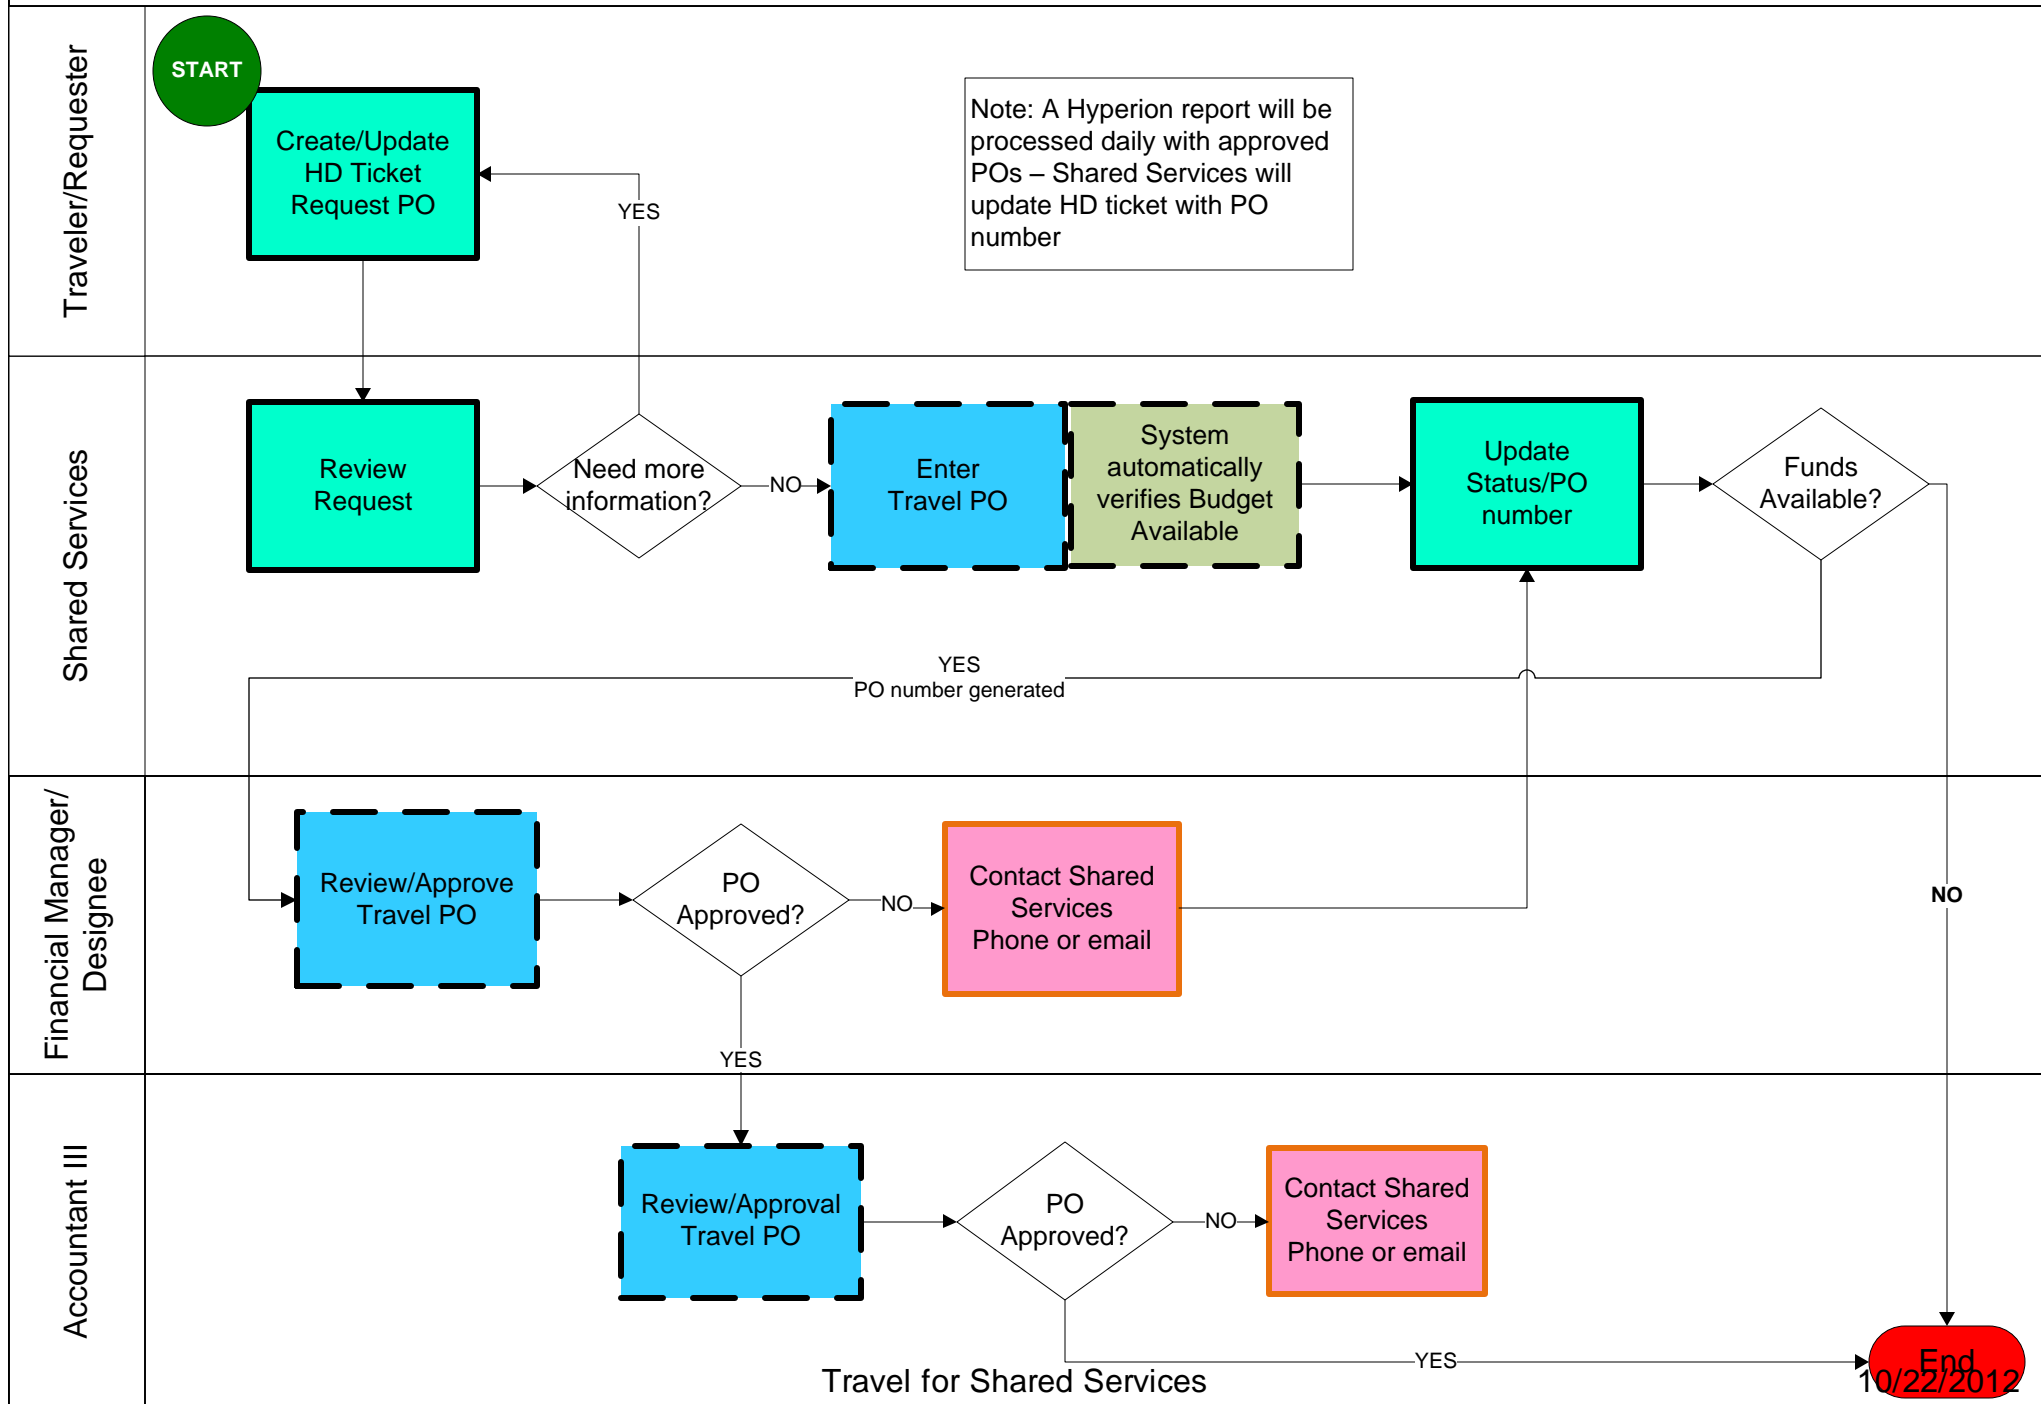 Traveler/Requester
START
Create/Update
HD Ticket
Request PO
YES
Note: A Hyperion report will be
processed daily with approved
POs – Shared Services will
update HD ticket with PO
number
Shared Services
Review
Request
Need more
information?
NO
Enter
Travel PO
System
automatically
verifies Budget
Available
Update
Status/PO
number
Funds
Available?
YES
PO number generated
Financial Manager/
Designee
Review/Approve
Travel PO
PO
Approved?
NO
Contact Shared
Services
Phone or email
NO
YES
Accountant III
Review/Approval
Travel PO
PO
Approved?
NO
Contact Shared
Services
Phone or email
YES
End
Travel for Shared Services
10/22/2012